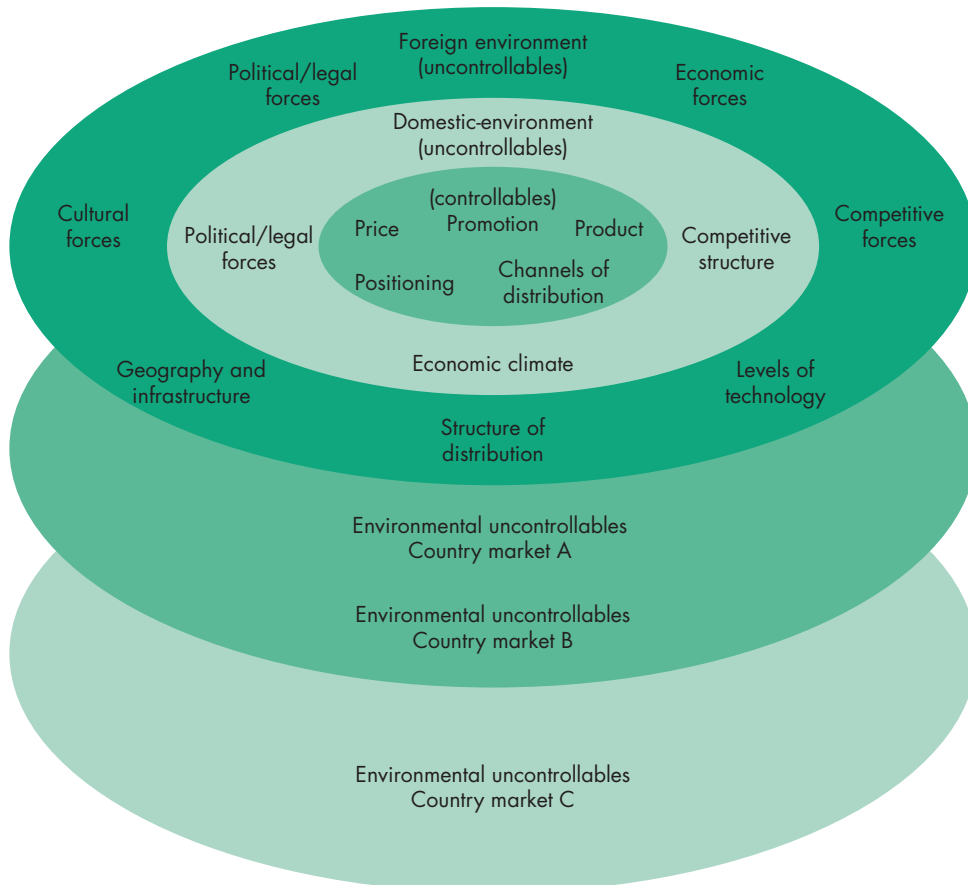 Foreign environment
(uncontrollables)
Political/legal
forces
Economic
forces
Domestic-environment
(uncontrollables)
Cultural
forces
Political/legal
forces
(controllables)
Price
Promotion
Product
Positioning
Channels of
distribution
Competitive
structure
Competitive
forces
Economic climate
Geography and
infrastructure
Levels of
technology
Structure of
distribution
Environmental uncontrollables
Country market A
Environmental uncontrollables
Country market B
Environmental uncontrollables
Country market C